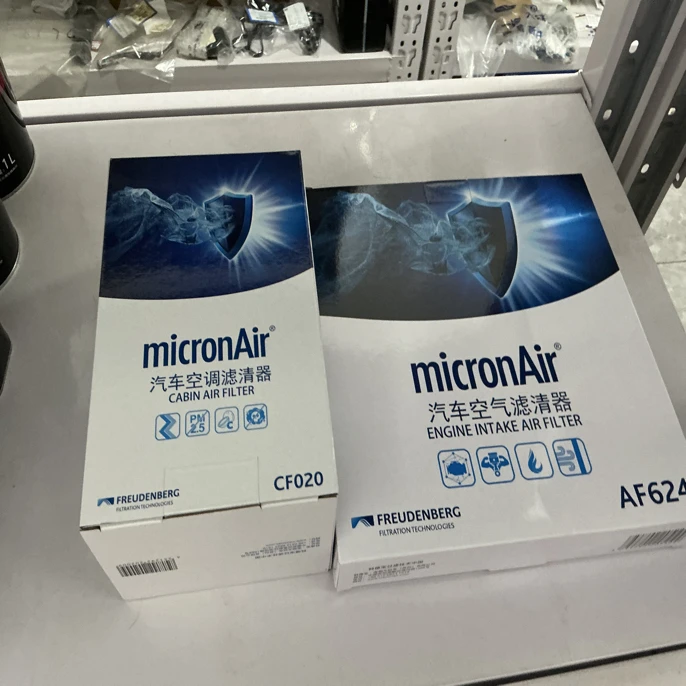 1L
micronAir®
汽车空调滤清器
CABIN AIR FILTER
PM
2.5
C
CF020
FREUDENBERG
FILTRATION TECHNOLOGIES
micronAir®
汽车空气滤清器
ENGINE INTAKE AIR FILTER
AF624
FREUDENBERG
FILTRATION TECHNOLOGIES